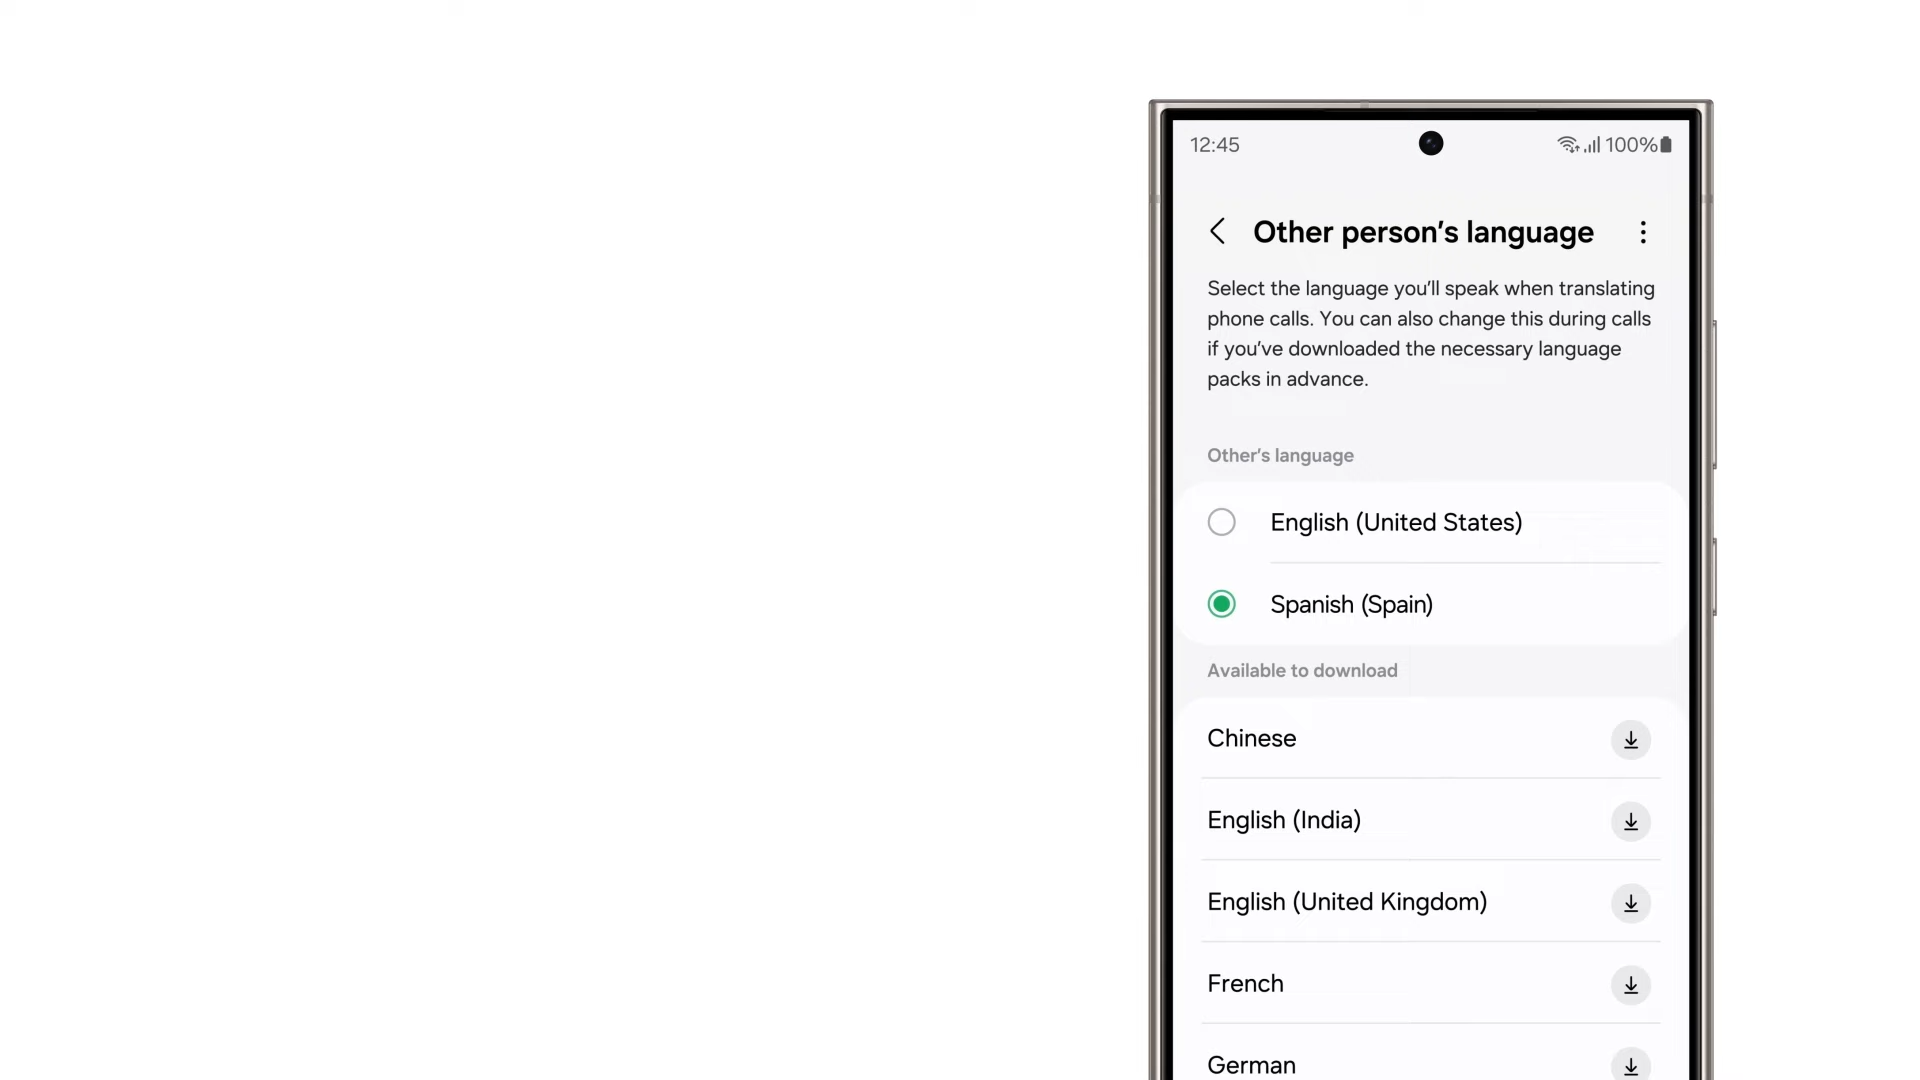 12:45
100%
Other person's language
Select the language you'll speak when translating
phone calls. You can also change this during calls
if you've downloaded the necessary language
packs in advance.
Other's language
English (United States)
Spanish (Spain)
Available to download
Chinese
English (India)
English (United Kingdom)
French
German